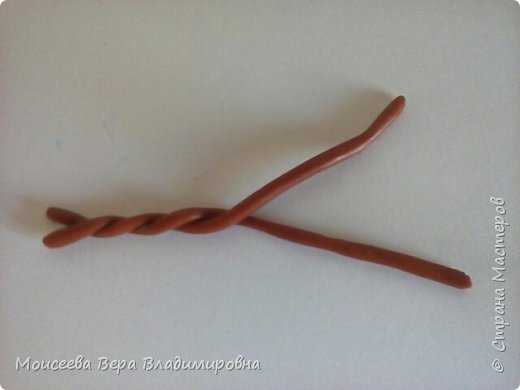 Моисеева Вера Владимировна
© Страна Мастеров